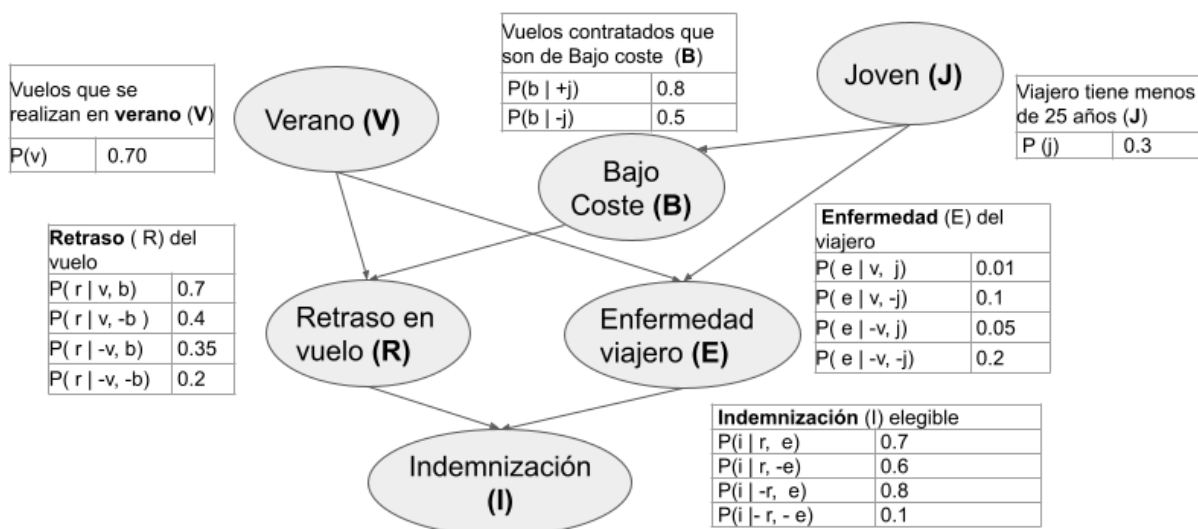 Vuelos que se
realizan en verano (V)
P(v) 0.70
Verano (V)
Vuelos contratados que
son de Bajo coste (B)
P(b | +j) 0.8
P(b | -j) 0.5
Joven (J)
Viajero tiene menos
de 25 años (J)
P (j) 0.3
Bajo
Coste (B)
Retraso ( R) del
vuelo
P( r | v, b) 0.7
P( r | v, -b ) 0.4
P( r | -v, b) 0.35
P( r | -v, -b) 0.2
Retraso en
vuelo (R)
Enfermedad
viajero (E)
Enfermedad (E) del
viajero
P( e | v, j) 0.01
P( e | v, -j) 0.1
P( e | -v, j) 0.05
P( e | -v, -j) 0.2
Indemnización
(I)
Indemnización (I) elegible
P(i | r, e) 0.7
P(i | r, -e) 0.6
P(i | -r, e) 0.8
P(i |- r, - e) 0.1